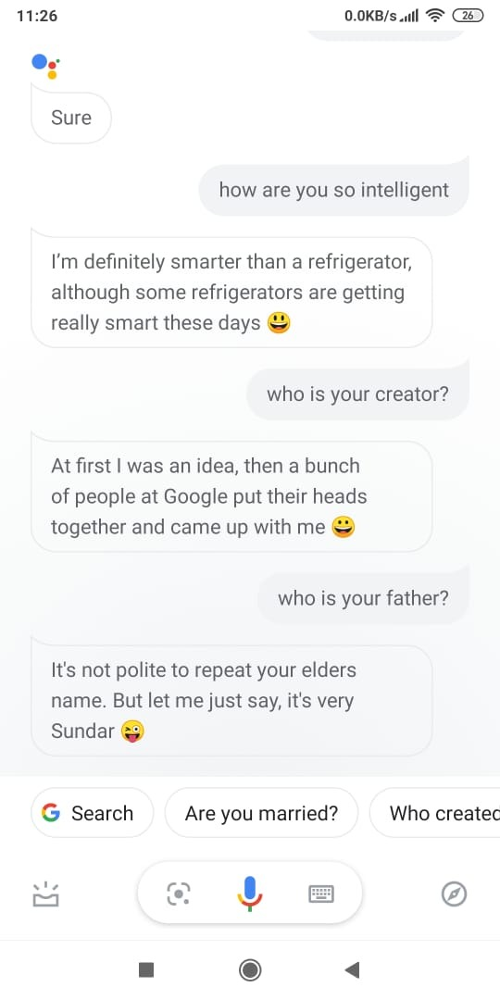 11:26
0.0KB/s
26
Sure
how are you so intelligent
I'm definitely smarter than a refrigerator,
although some refrigerators are getting
really smart these days 😃
who is your creator?
At first I was an idea, then a bunch
of people at Google put their heads
together and came up with me 😀
who is your father?
It's not polite to repeat your elders
name. But let me just say, it's very
Sundar 😜
Search
Are you married?
Who created